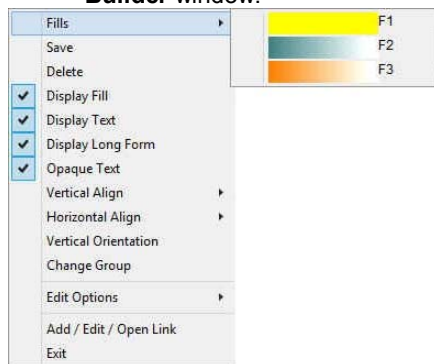 Builder window.
Fills
F1
F2
F3
Save
Delete
Display Fill
Display Text
Display Long Form
Opaque Text
Vertical Align
Horizontal Align
Vertical Orientation
Change Group
Edit Options
Add / Edit / Open Link
Exit